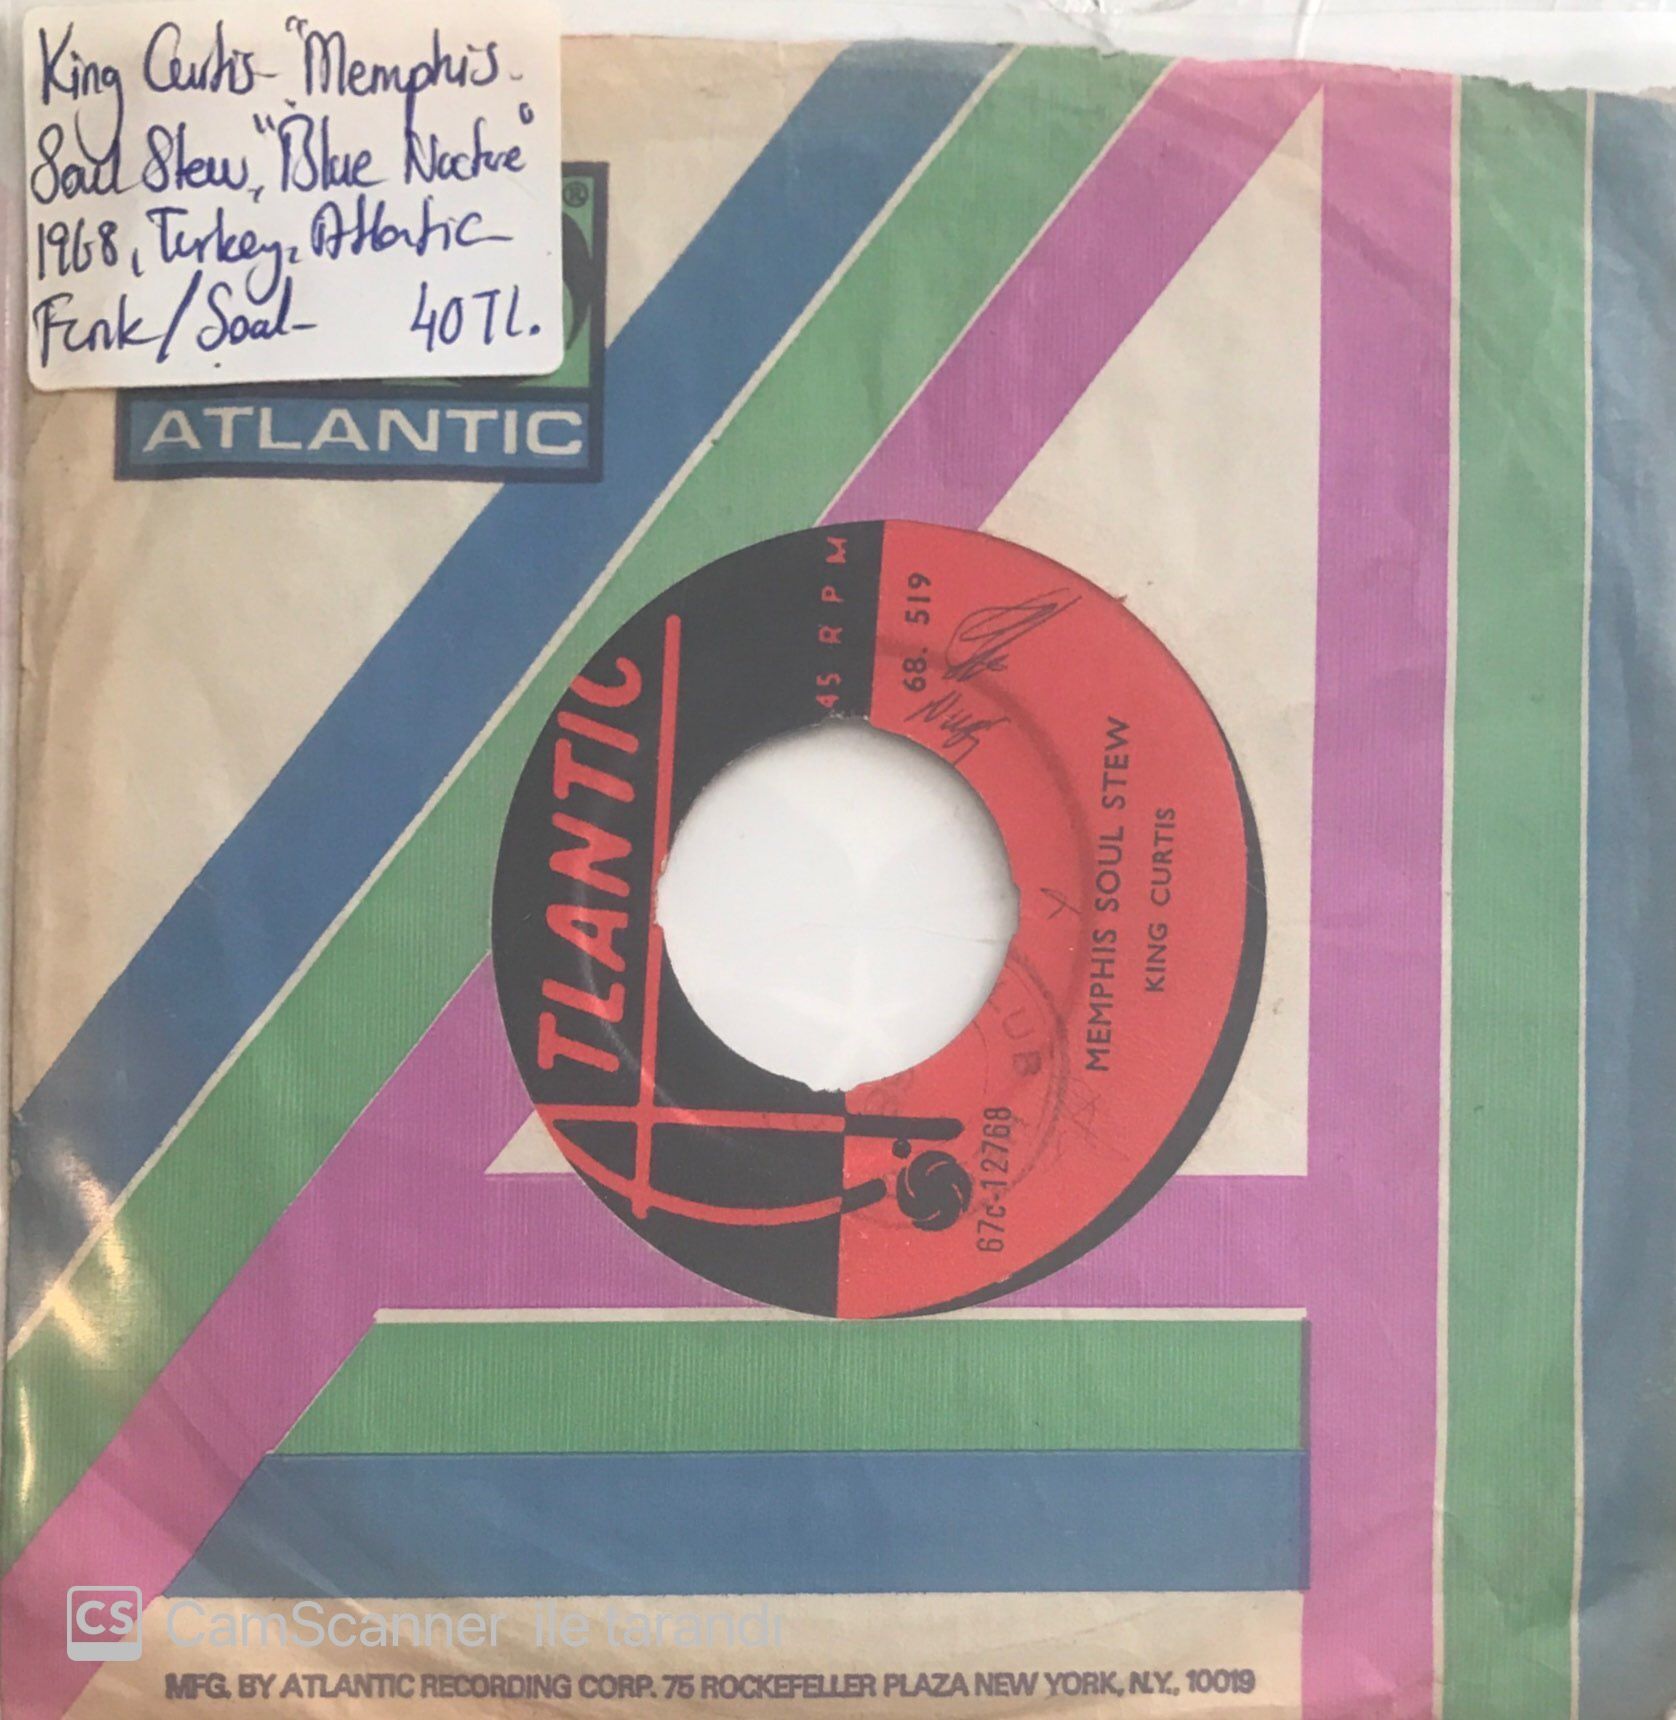 King Curtis - "Memphis
Soul Stew, "Blue Nocturne"
1968, Turkey, Atlantic
Funk/Soul - 40 TL.
®
ATLANTIC
45 RPM
ATLANTIC
68. 519
MEMPHIS SOUL STEW
KING CURTIS
67c-12768
CS CamScanner ile tarandı
MFG. BY ATLANTIC RECORDING CORP. 75 ROCKEFELLER PLAZA NEW YORK, N.Y., 10019